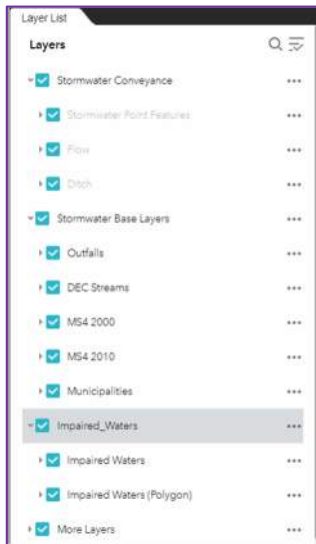 Layer List
Layers
Stormwater Conveyance
Stormwater Point Features
Flow
Ditch
Stormwater Base Layers
Outfalls
DEC Streams
MS4 2000
MS4 2010
Municipalities
Impaired_Waters
Impaired Waters
Impaired Waters (Polygon)
More Layers